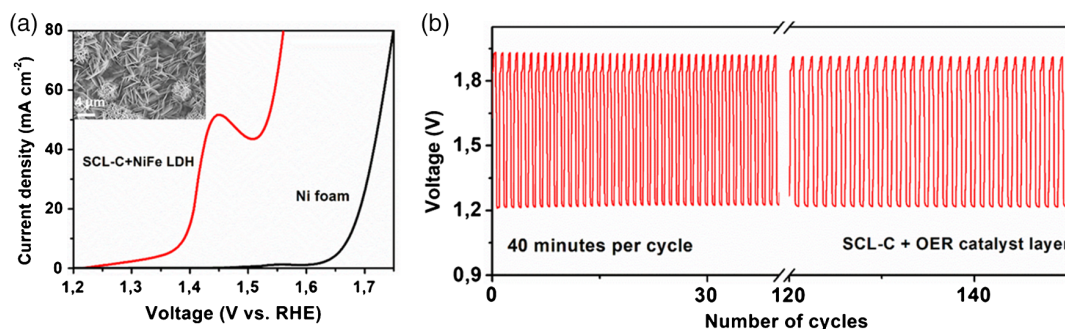 (a)
80
60
40
20
0
Current density (mA cm⁻²)
4 μm
SCL-C+NiFe LDH
Ni foam
1,2 1,3 1,4 1,5 1,6 1,7
Voltage (V vs. RHE)
(b)
1,8
1,5
1,2
0,9
Voltage (V)
40 minutes per cycle
SCL-C + OER catalyst layer
0 30 120 140
Number of cycles